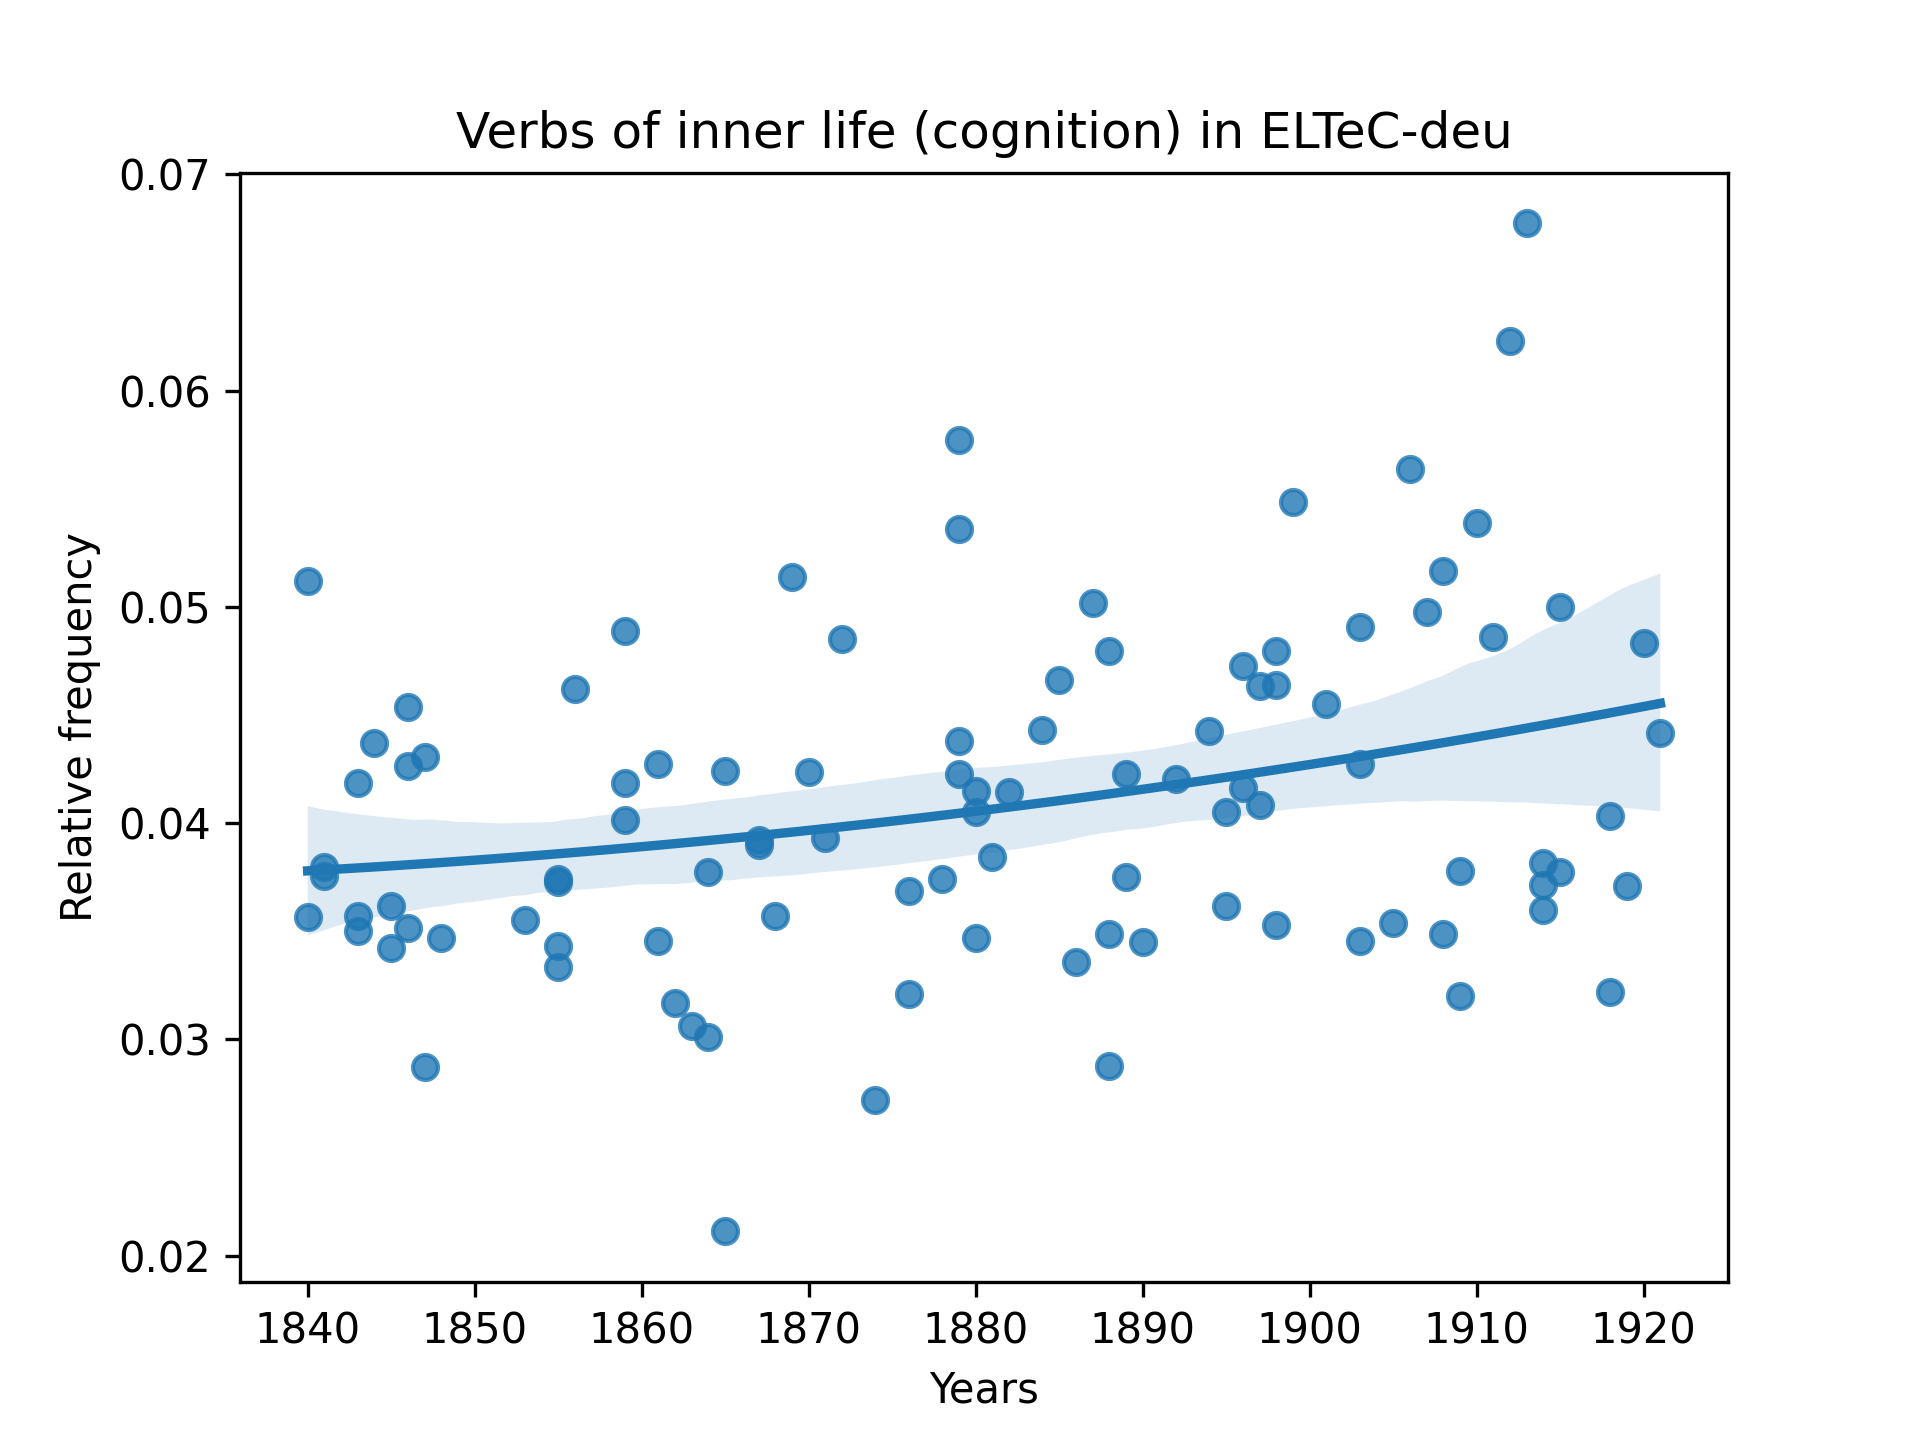 Verbs of inner life (cognition) in ELTeC-deu
0.07
0.06
0.05
0.04
0.03
0.02
Relative frequency
1840 1850 1860 1870 1880 1890 1900 1910 1920
Years